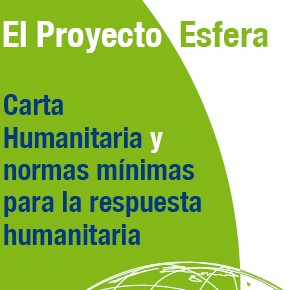 El Proyecto Esfera
Carta
Humanitaria y
normas mínimas
para la respuesta
humanitaria